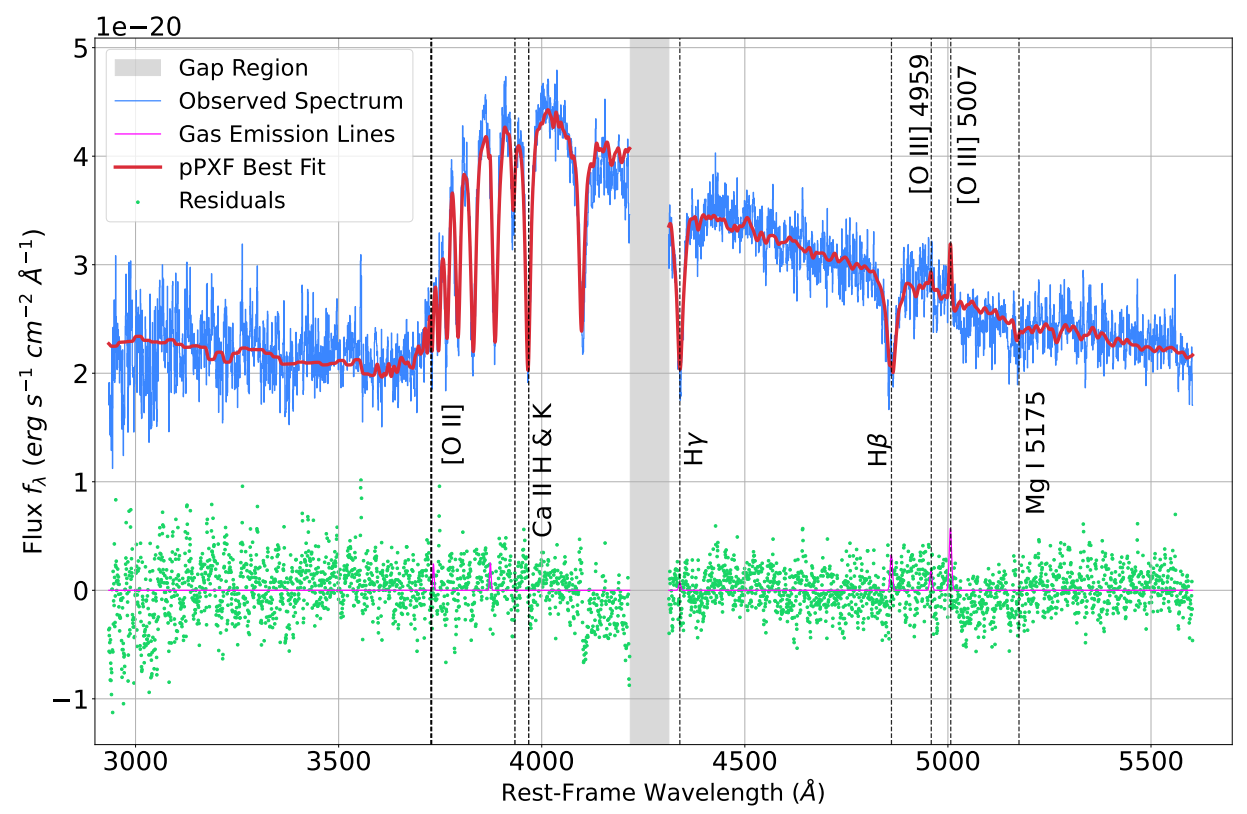 1e−20
5
4
3
2
1
0
−1
Flux fλ (erg s−1 cm−2 Å−1)
Gap Region
Observed Spectrum
Gas Emission Lines
pPXF Best Fit
Residuals
[O II]
Ca II H & K
Hγ
Hβ
[O III] 4959
[O III] 5007
Mg I 5175
3000 3500 4000 4500 5000 5500
Rest-Frame Wavelength (Å)